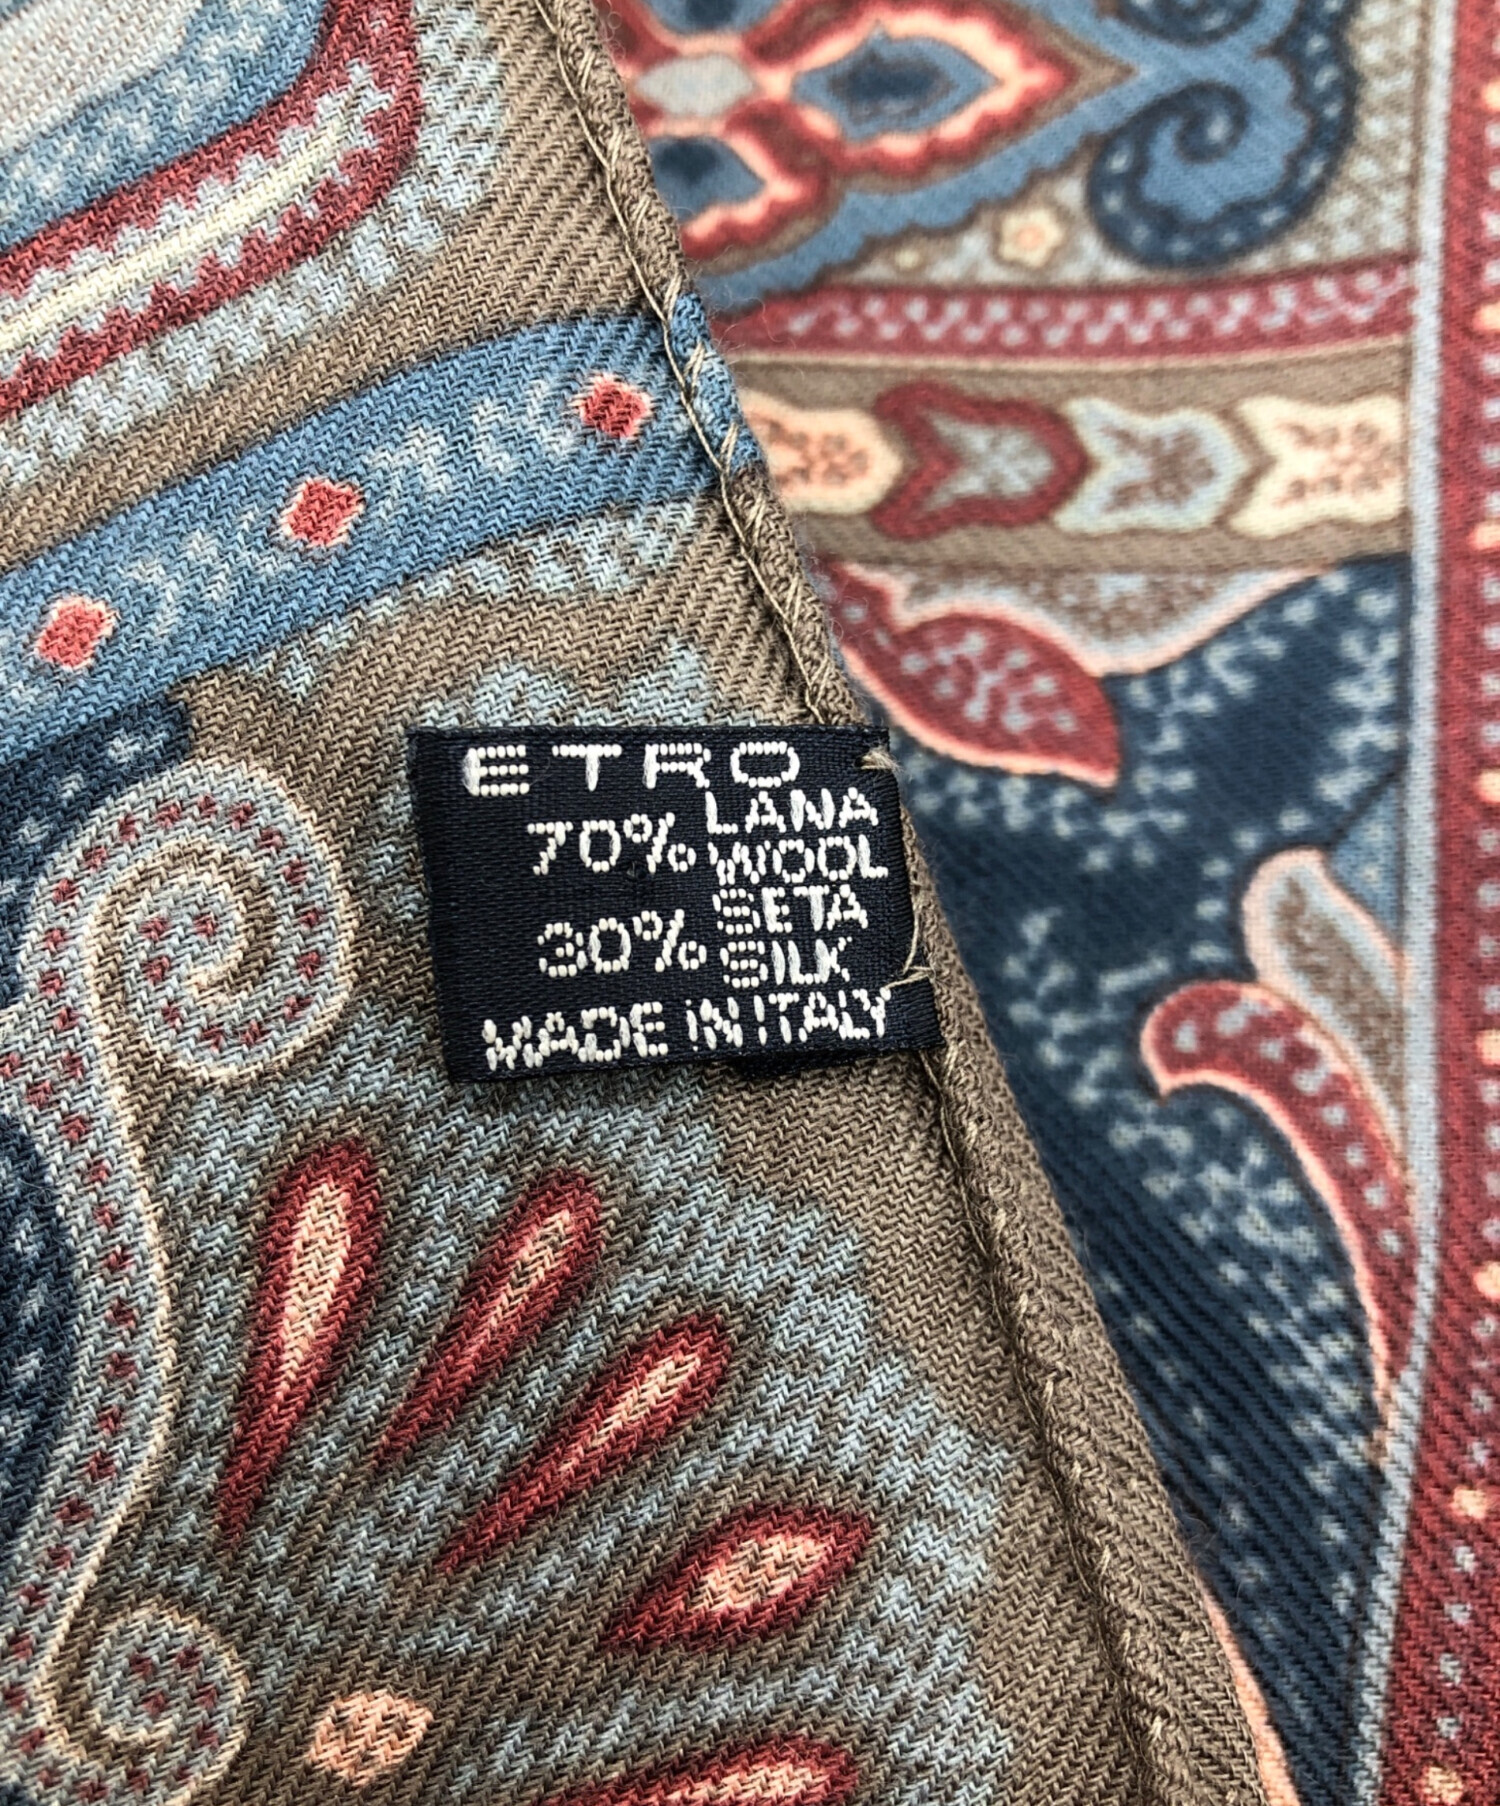 ETRO
70% LANA
WOOL
30% SETA
SILK
MADE IN ITALY